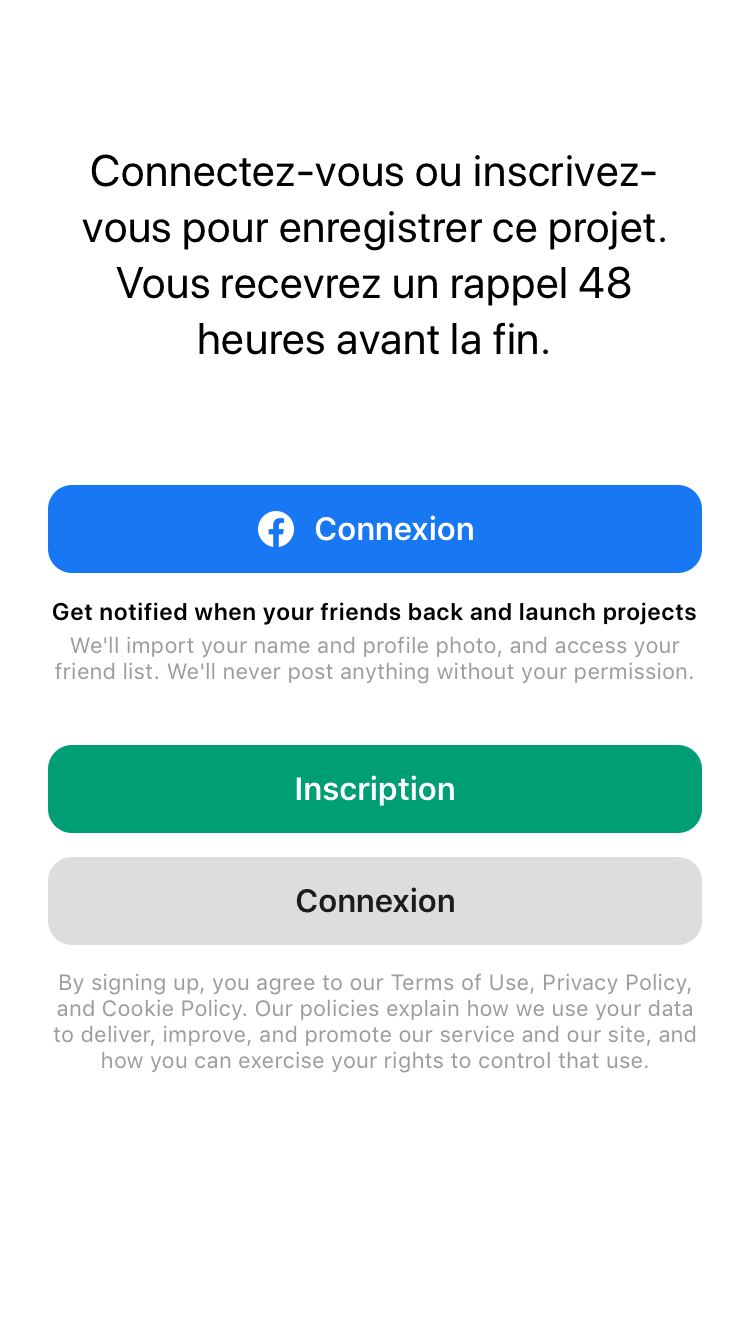 Connectez-vous ou inscrivez-
vous pour enregistrer ce projet.
Vous recevrez un rappel 48
heures avant la fin.
Connexion
Get notified when your friends back and launch projects
We'll import your name and profile photo, and access your
friend list. We'll never post anything without your permission.
Inscription
Connexion
By signing up, you agree to our Terms of Use, Privacy Policy,
and Cookie Policy. Our policies explain how we use your data
to deliver, improve, and promote our service and our site, and
how you can exercise your rights to control that use.